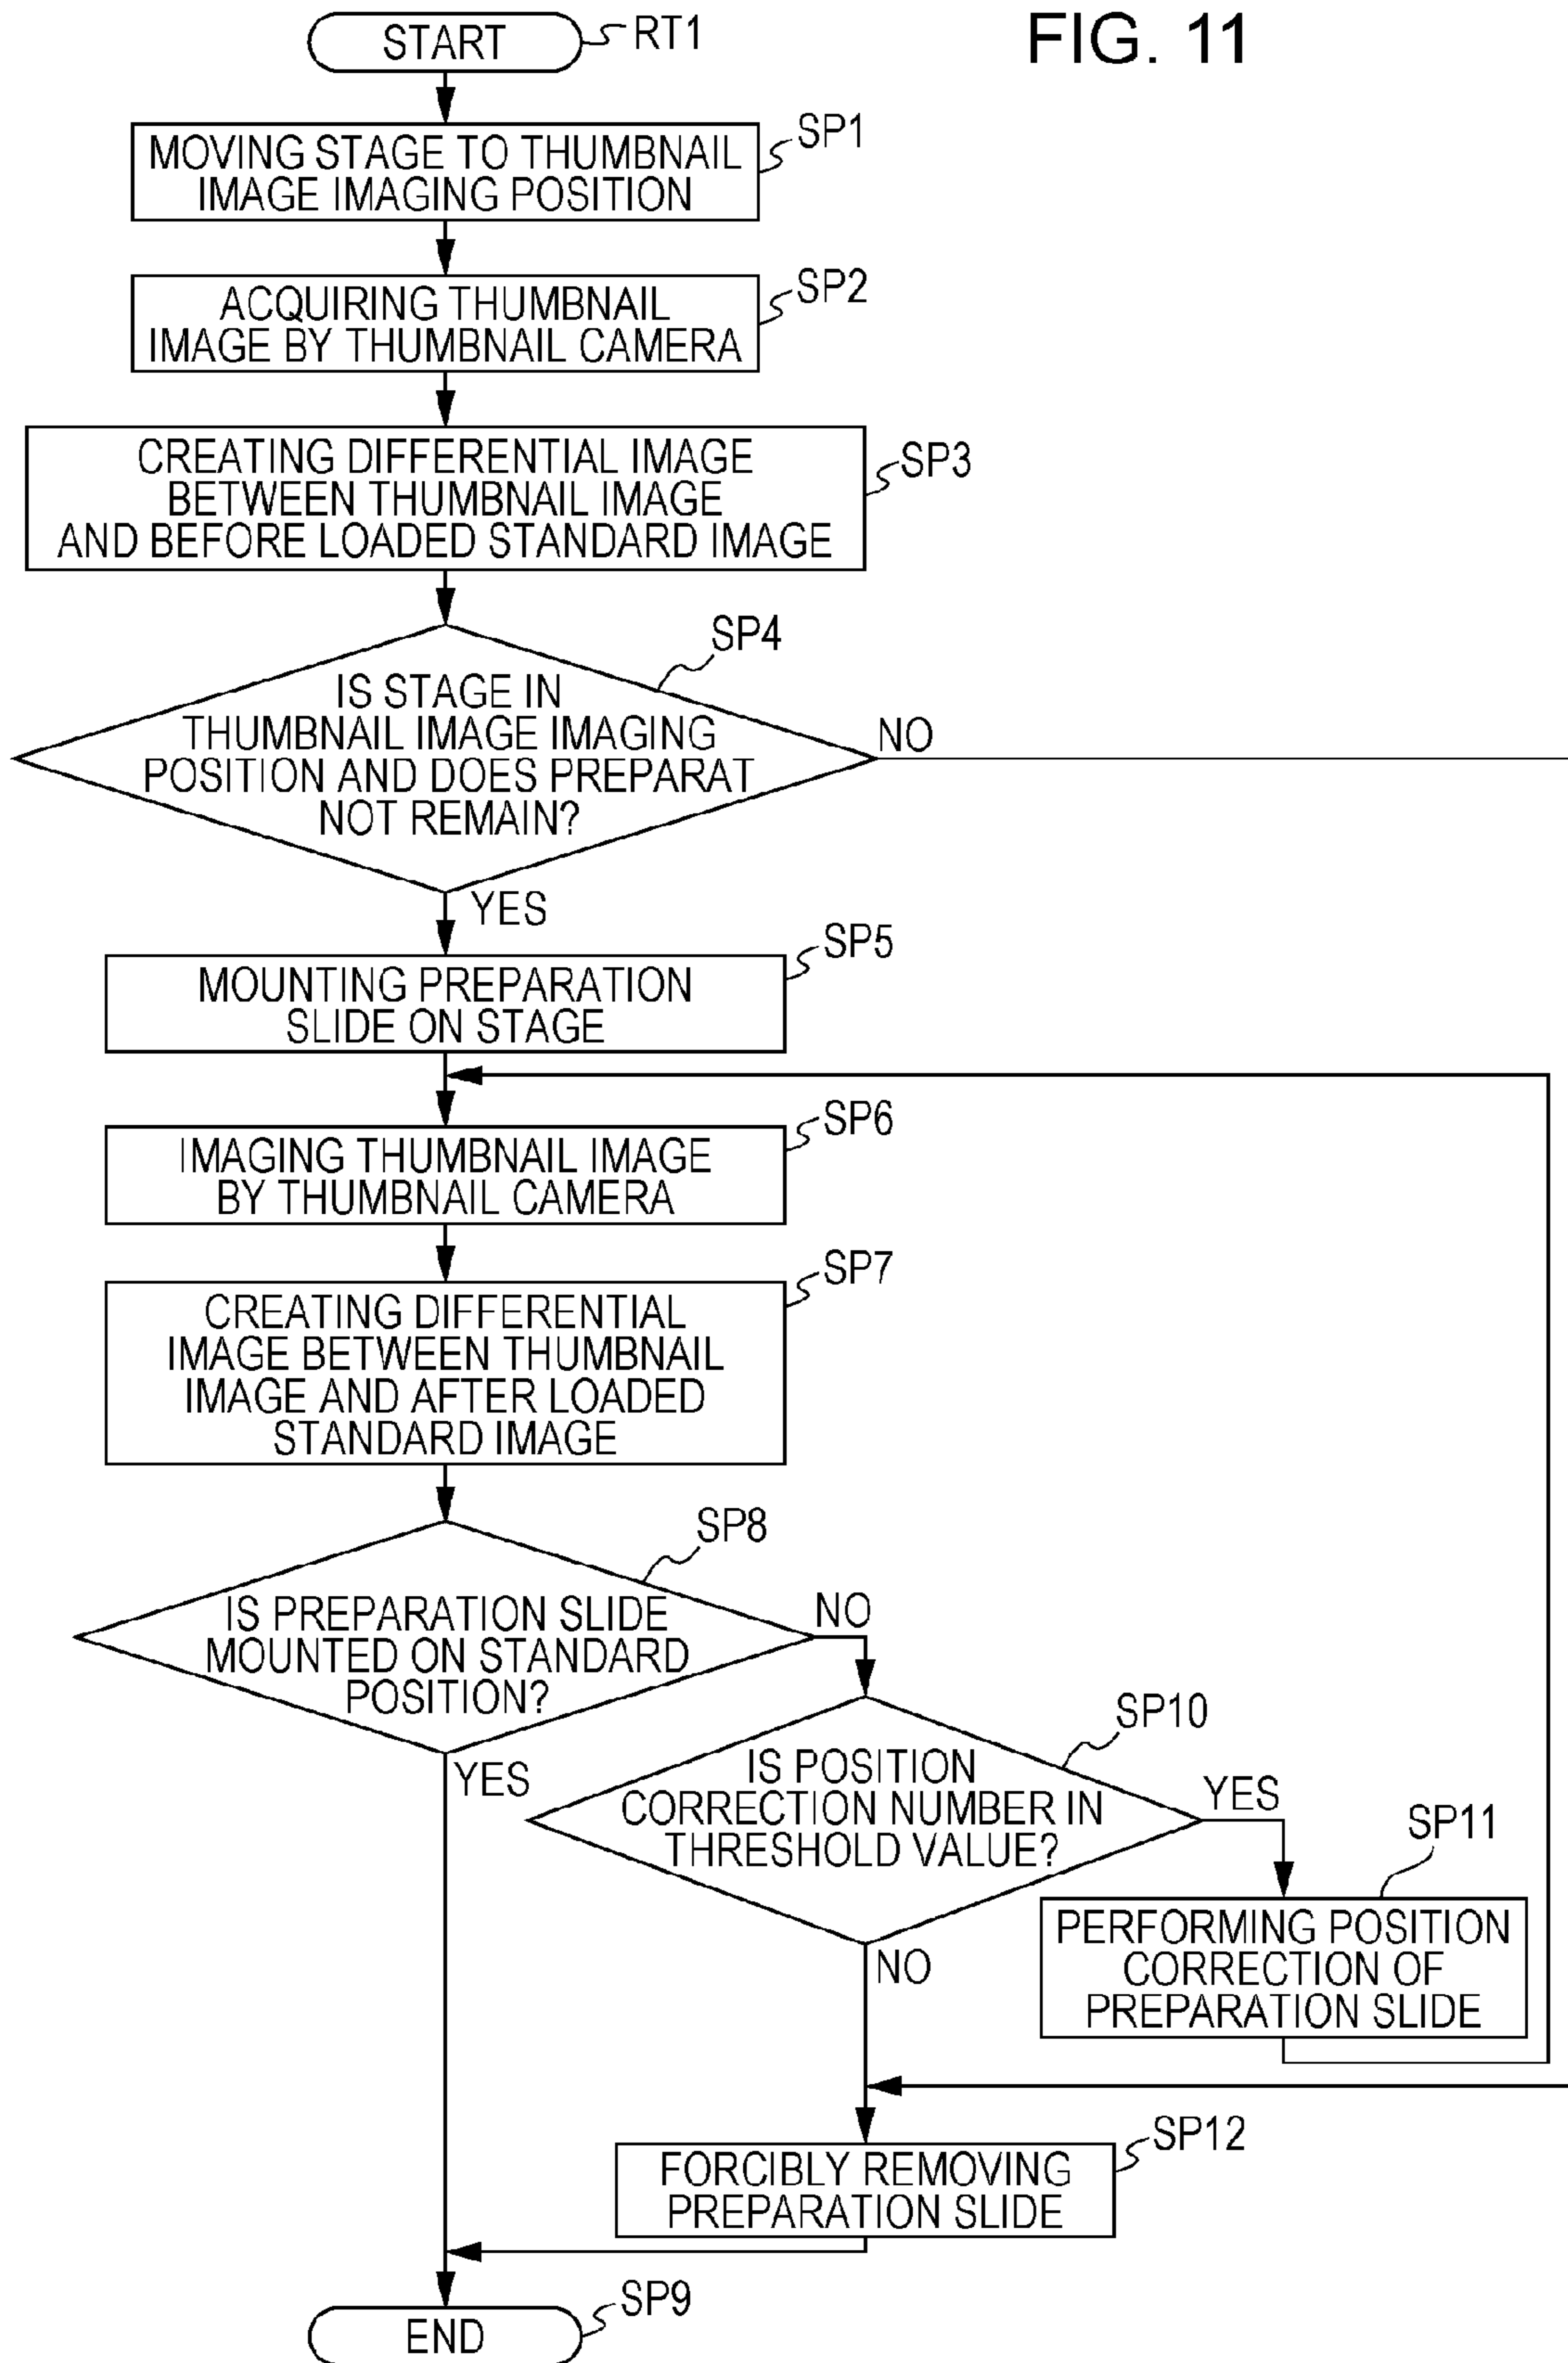 FIG. 11
START
RT1
MOVING STAGE TO THUMBNAIL
IMAGE IMAGING POSITION
SP1
ACQUIRING THUMBNAIL
IMAGE BY THUMBNAIL CAMERA
SP2
CREATING DIFFERENTIAL IMAGE
BETWEEN THUMBNAIL IMAGE
AND BEFORE LOADED STANDARD IMAGE
SP3
SP4
IS STAGE IN
THUMBNAIL IMAGE IMAGING
POSITION AND DOES PREPARAT
NOT REMAIN?
NO
YES
SP5
MOUNTING PREPARATION
SLIDE ON STAGE
SP6
IMAGING THUMBNAIL IMAGE
BY THUMBNAIL CAMERA
SP7
CREATING DIFFERENTIAL
IMAGE BETWEEN THUMBNAIL
IMAGE AND AFTER LOADED
STANDARD IMAGE
SP8
IS PREPARATION SLIDE
MOUNTED ON STANDARD
POSITION?
NO
YES
SP10
IS POSITION
CORRECTION NUMBER IN
THRESHOLD VALUE?
YES
NO
SP11
PERFORMING POSITION
CORRECTION OF
PREPARATION SLIDE
SP12
FORCIBLY REMOVING
PREPARATION SLIDE
END
SP9